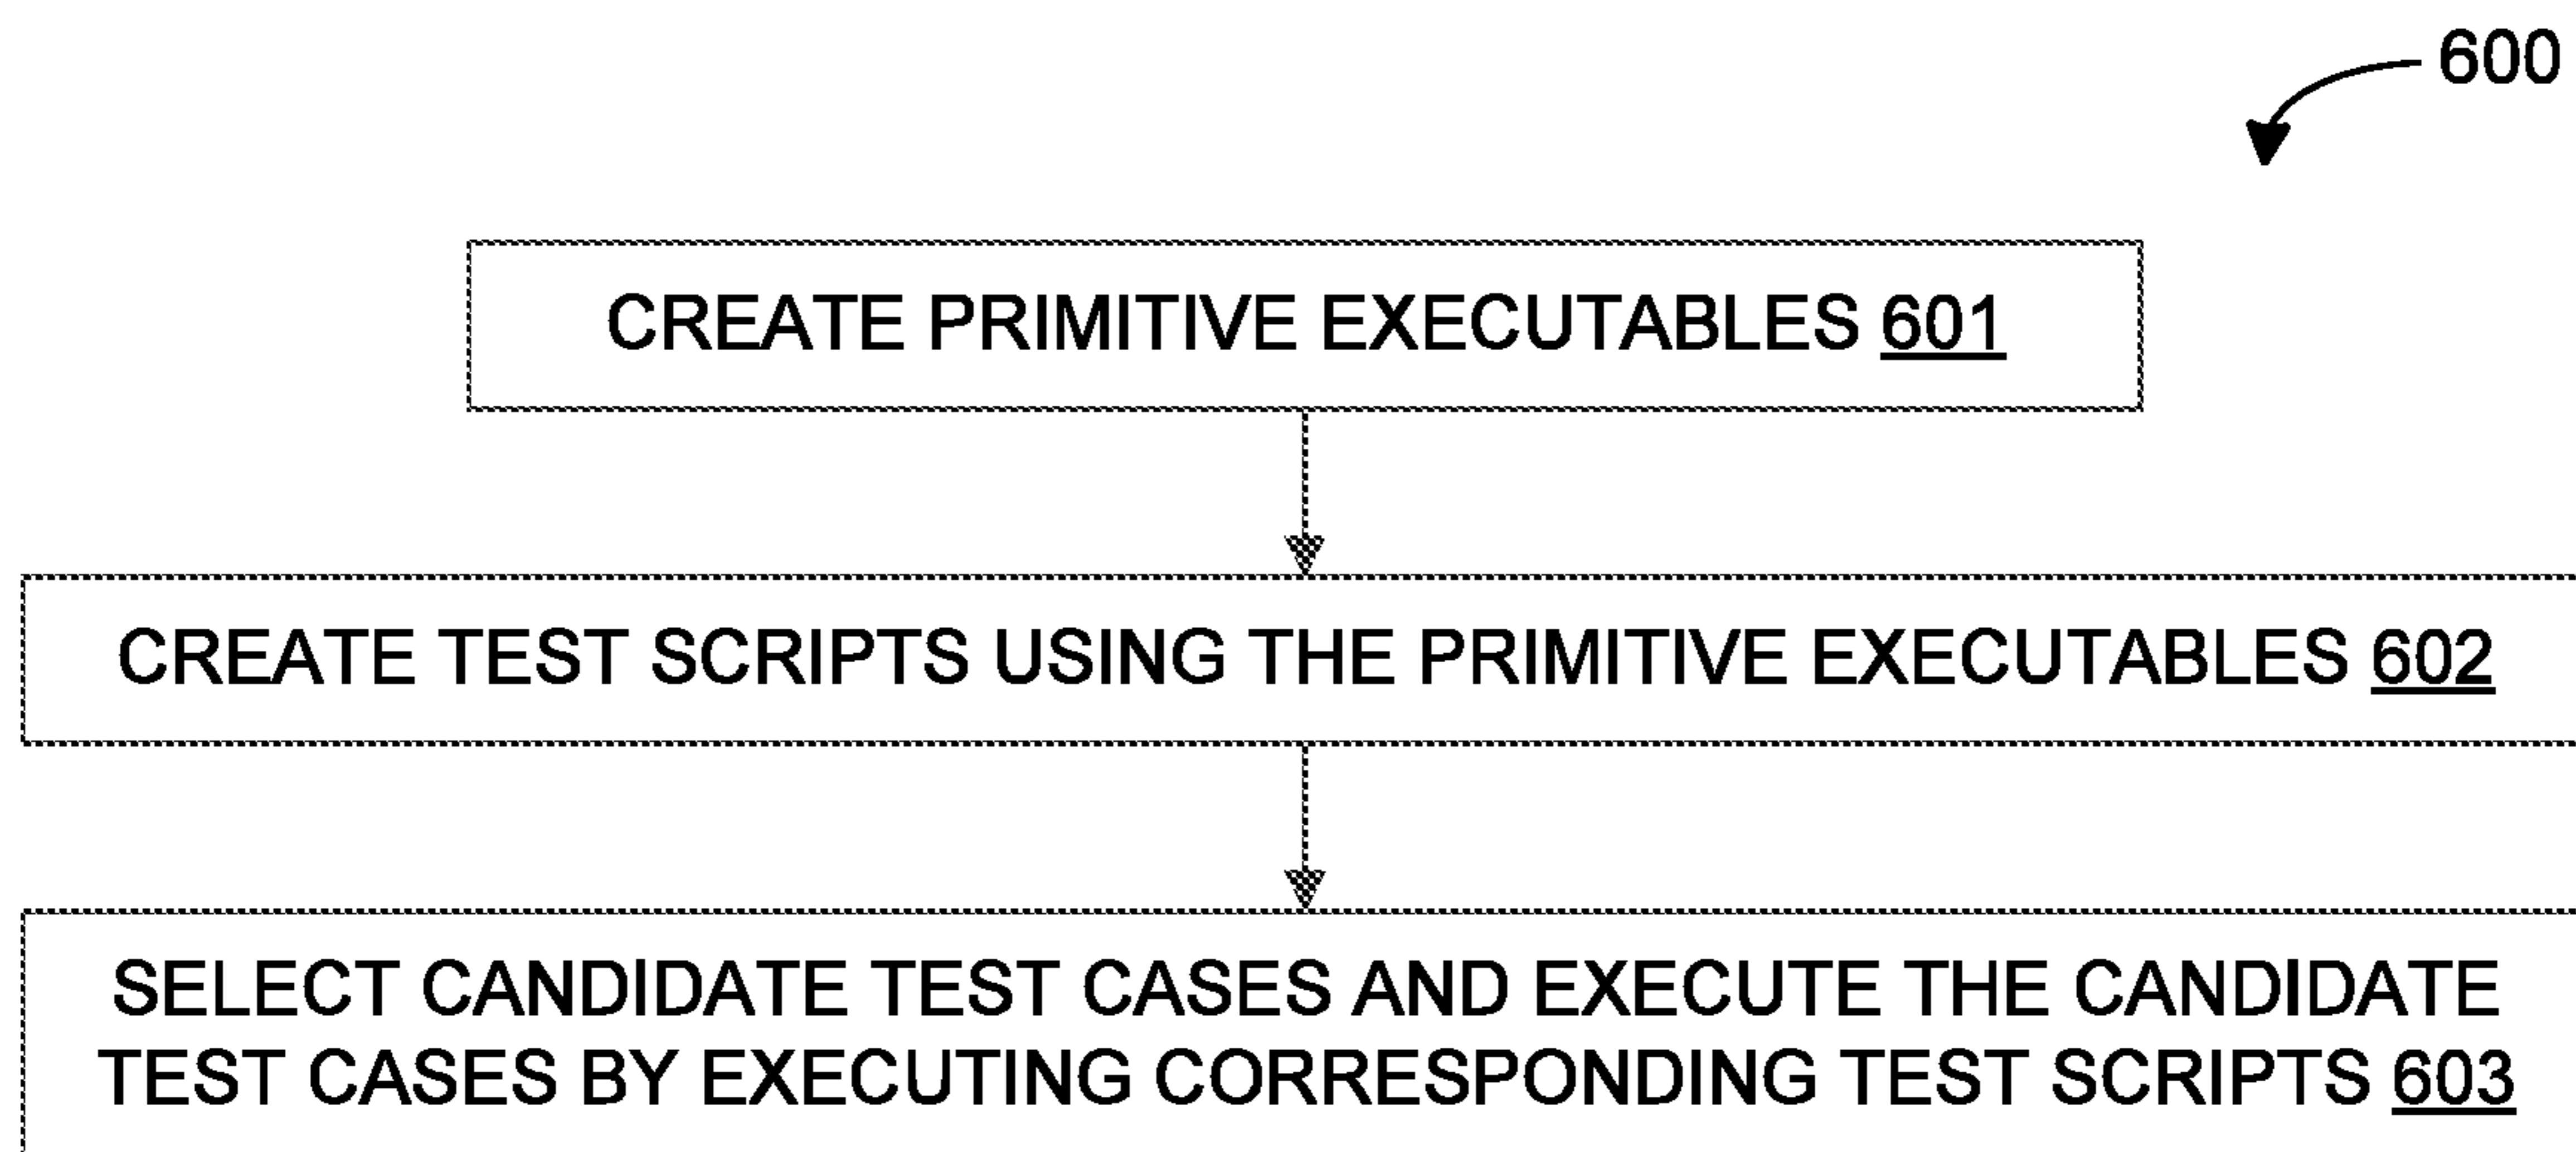 600
CREATE PRIMITIVE EXECUTABLES 601
CREATE TEST SCRIPTS USING THE PRIMITIVE EXECUTABLES 602
SELECT CANDIDATE TEST CASES AND EXECUTE THE CANDIDATE
TEST CASES BY EXECUTING CORRESPONDING TEST SCRIPTS 603